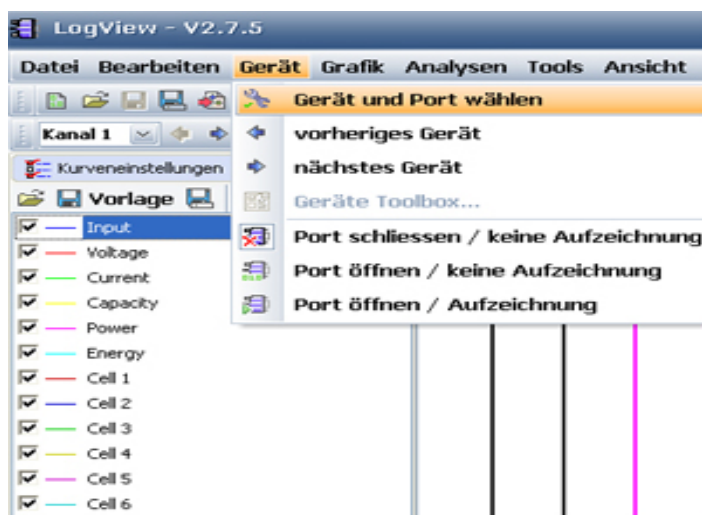 LogView - V2.7.5
Datei Bearbeiten Gerät Grafik Analysen Tools Ansicht
Gerät und Port wählen
Kanal 1
vorheriges Gerät
Kurveneinstellungen
nächstes Gerät
Vorlage
Geräte Toolbox...
Input
Port schliessen / keine Aufzeichnung
Voltage
Current
Port öffnen / keine Aufzeichnung
Capacity
Port öffnen / Aufzeichnung
Power
Energy
Cell 1
Cell 2
Cell 3
Cell 4
Cell 5
Cell 6